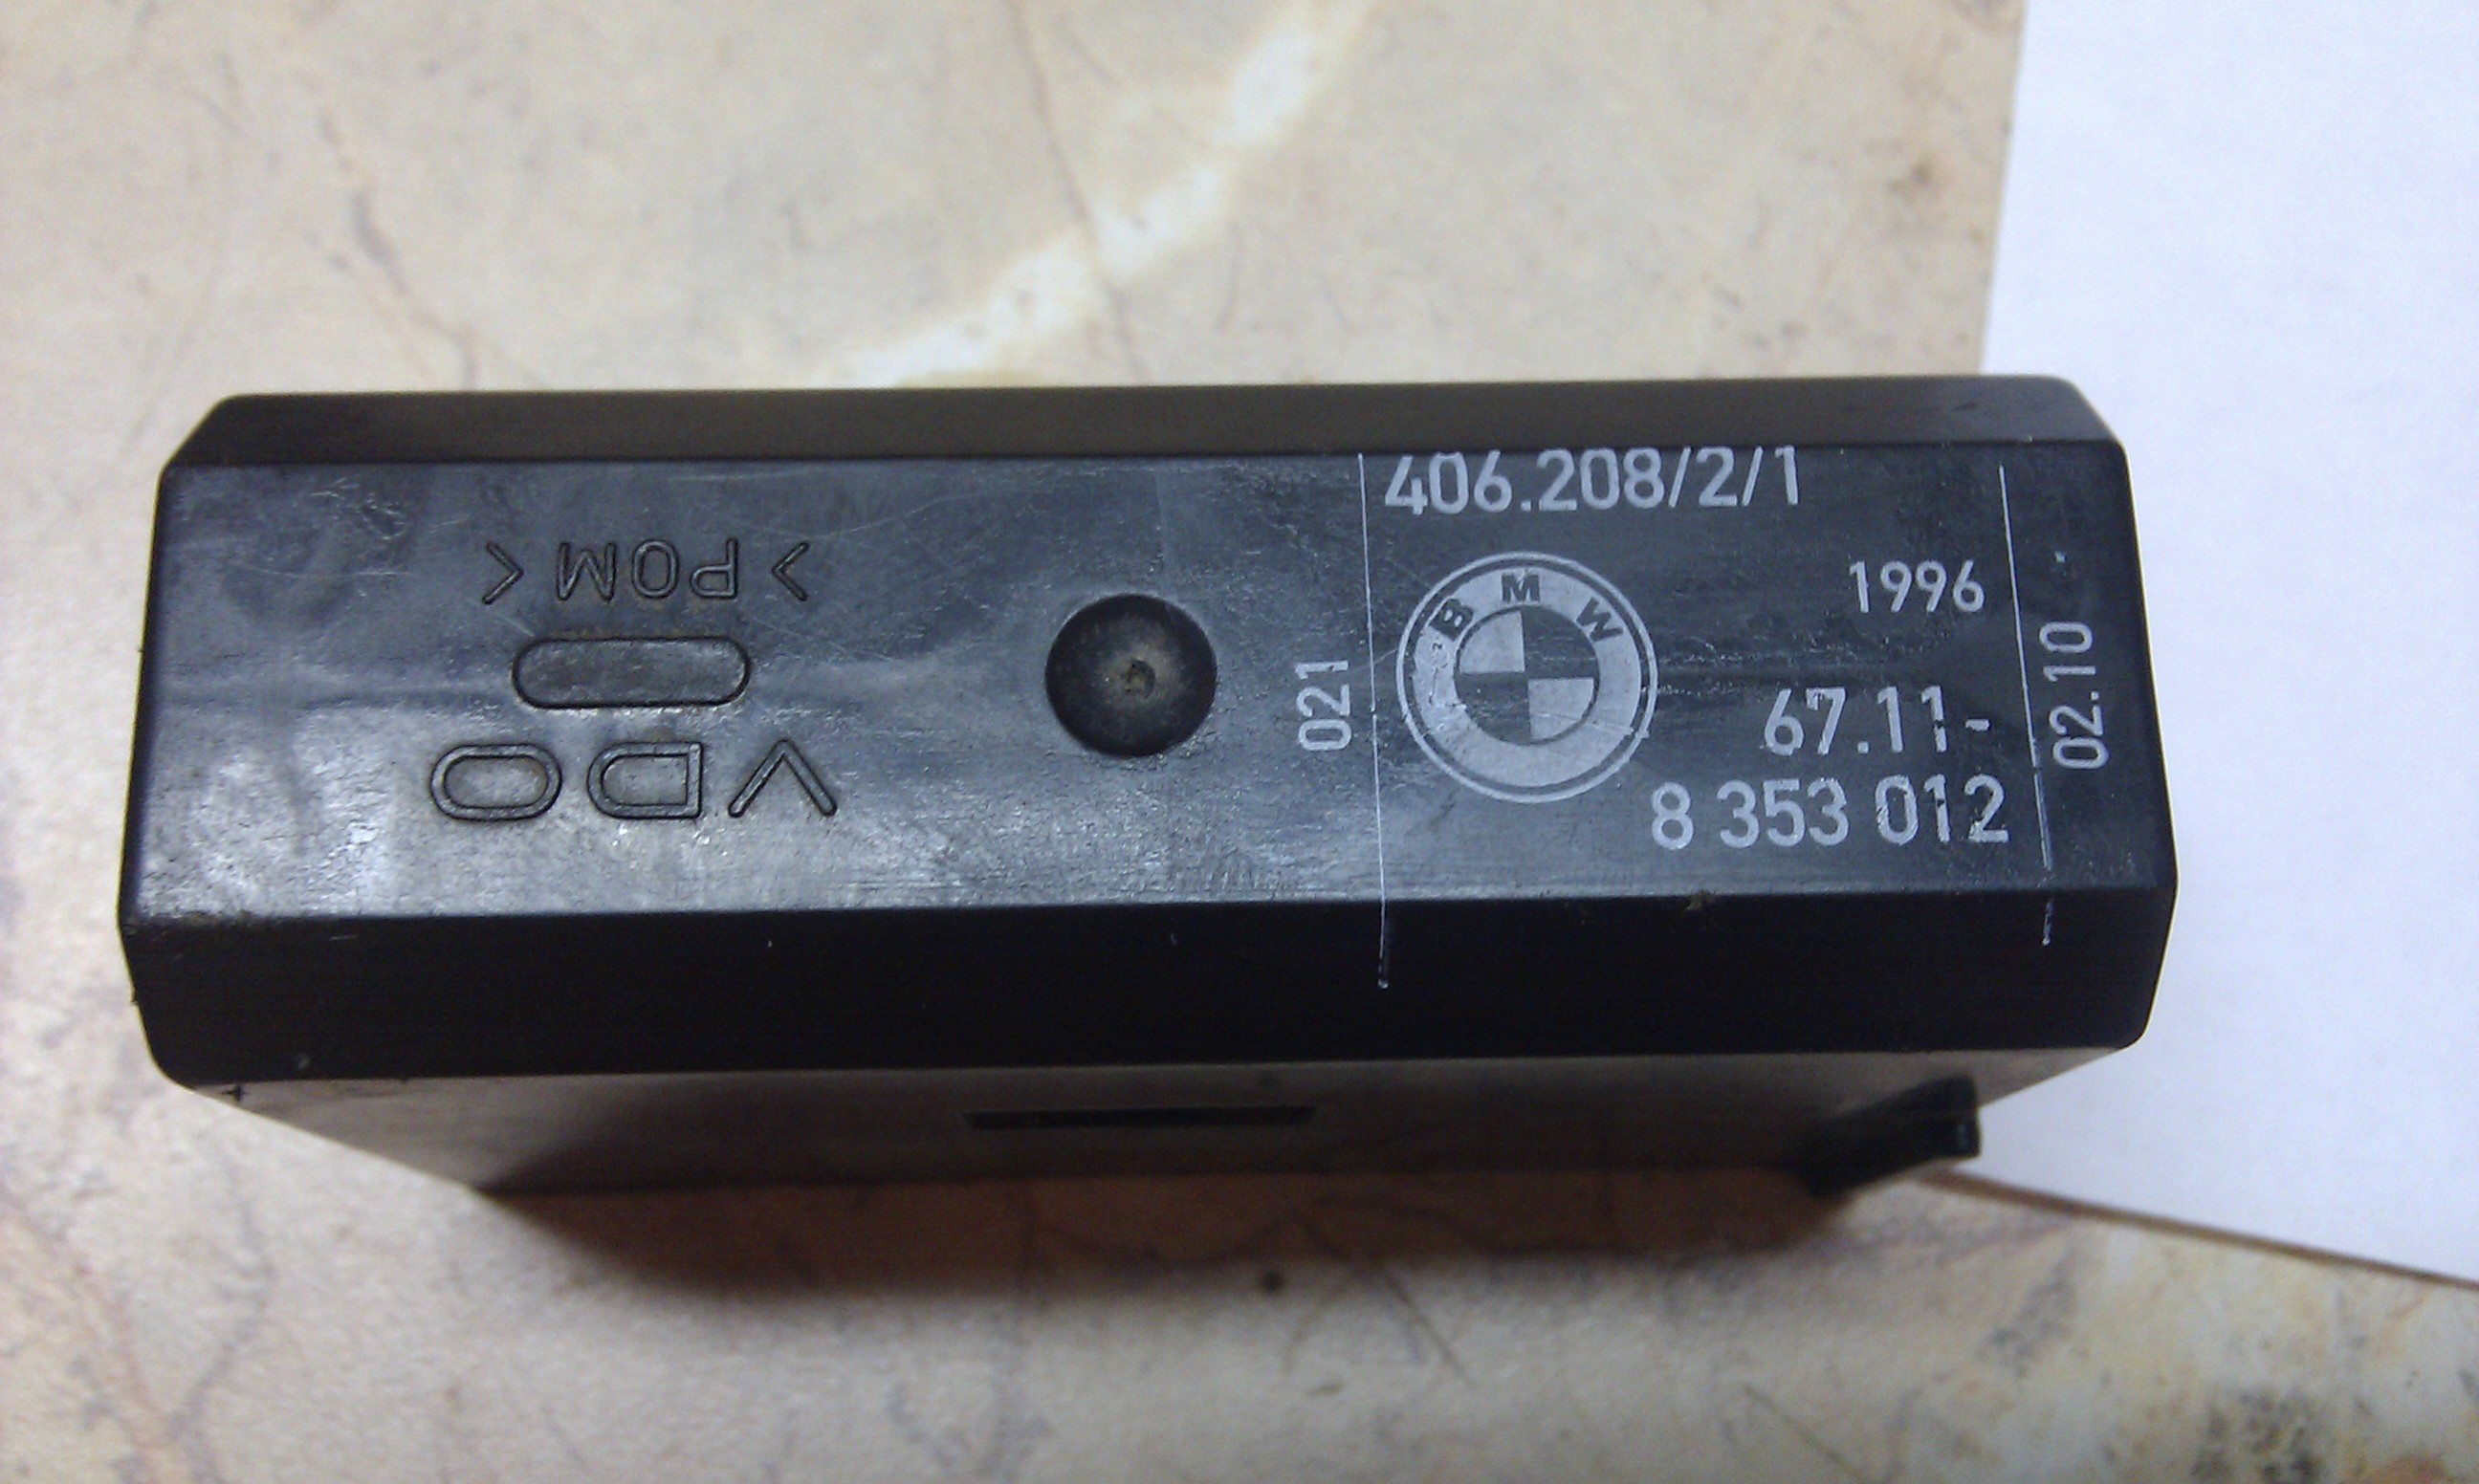 406.208/2/1
BMW
1996
67.11-
8 353 012
021
02.10
>POM<
VDO